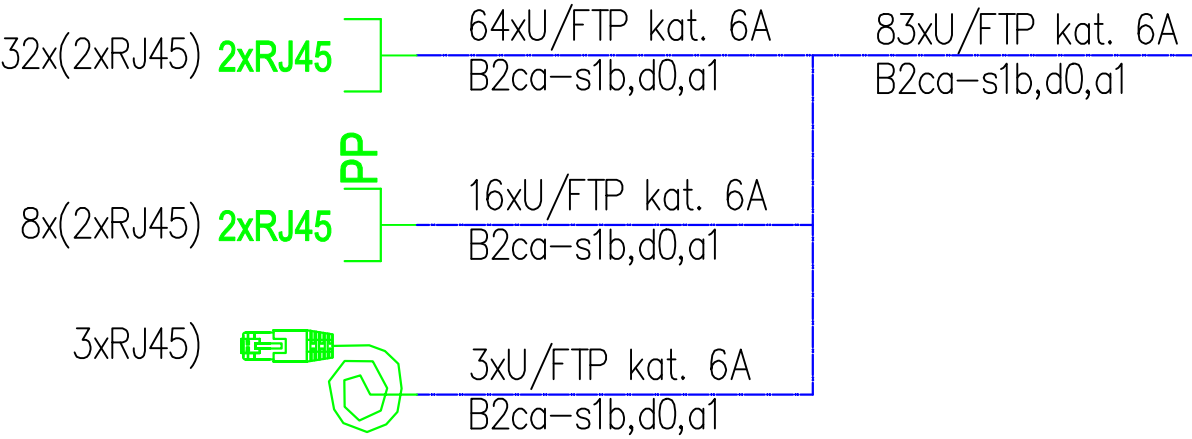 32x(2xRJ45) 2xRJ45 64xU/FTP kat. 6A 83xU/FTP kat. 6A
B2ca-s1b,d0,a1 B2ca-s1b,d0,a1
PP
8x(2xRJ45) 2xRJ45 16xU/FTP kat. 6A
B2ca-s1b,d0,a1
3xRJ45) 3xU/FTP kat. 6A
B2ca-s1b,d0,a1